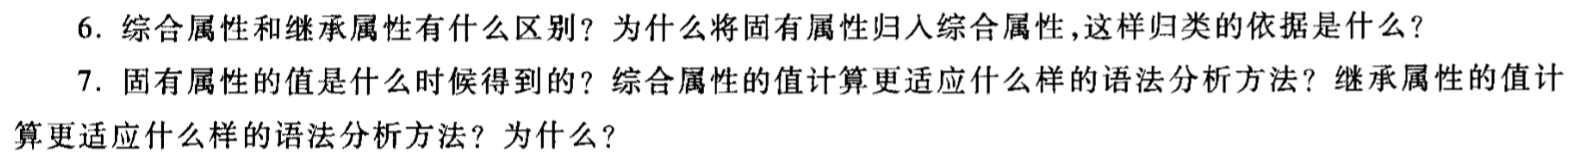 6. 综合属性和继承属性有什么区别？为什么将固有属性归入综合属性,这样归类的依据是什么？
7. 固有属性的值是什么时候得到的？综合属性的值计算更适应什么样的语法分析方法？继承属性的值计
算更适应什么样的语法分析方法？为什么？